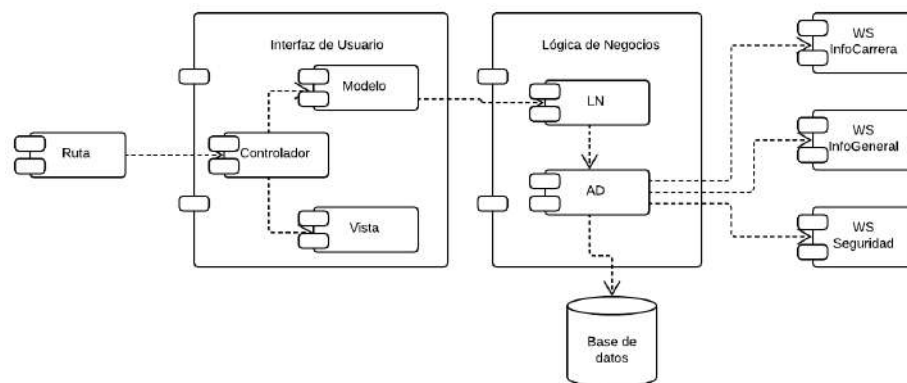 Interfaz de Usuario
Lógica de Negocios
WS
InfoCarrera
Modelo
LN
Ruta
Controlador
WS
InfoGeneral
AD
Vista
WS
Seguridad
Base de
datos